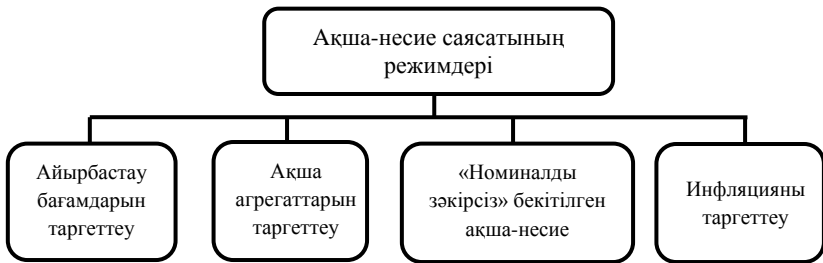 Ақша-несие саясатының
режимдері
Айырбастау
бағамдарын
таргеттеу
Ақша
агрегаттарын
таргеттеу
«Номиналды
зәкірсіз» бекітілген
ақша-несие
Инфляцияны
таргеттеу